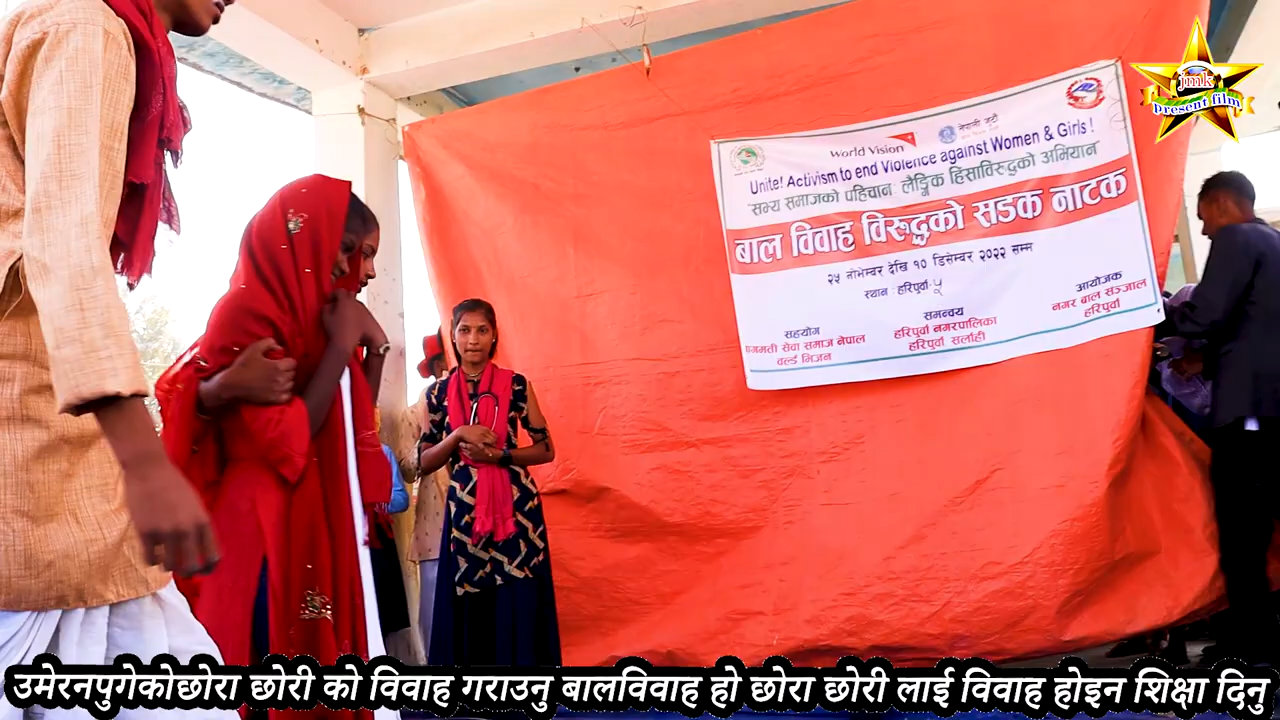 jmk
present film
World Vision
Unite! Activism to end Violence against Women & Girls !
"सभ्य समाजको पहिचान, लैङ्गिक हिंसाविरुद्धको अभियान"
बाल विवाह विरूद्धको सडक नाटक
२५ नोभेम्बर देखि १० डिसेम्बर २०२२ सम्म
स्थान : हरिपुर्वा-५
सहयोग
सेवा समाज नेपाल
वर्ल्ड भिजन
समन्वय
हरिपुर्वा नगरपालिका
हरिपुर्वा सर्लाही
आयोजक
नगर बाल सञ्जाल
हरिपुर्वा
उमेरनपुगेकोछोरा छोरी को विवाह गराउनु बालविवाह हो छोरा छोरी लाई विवाह होइन शिक्षा दिनु